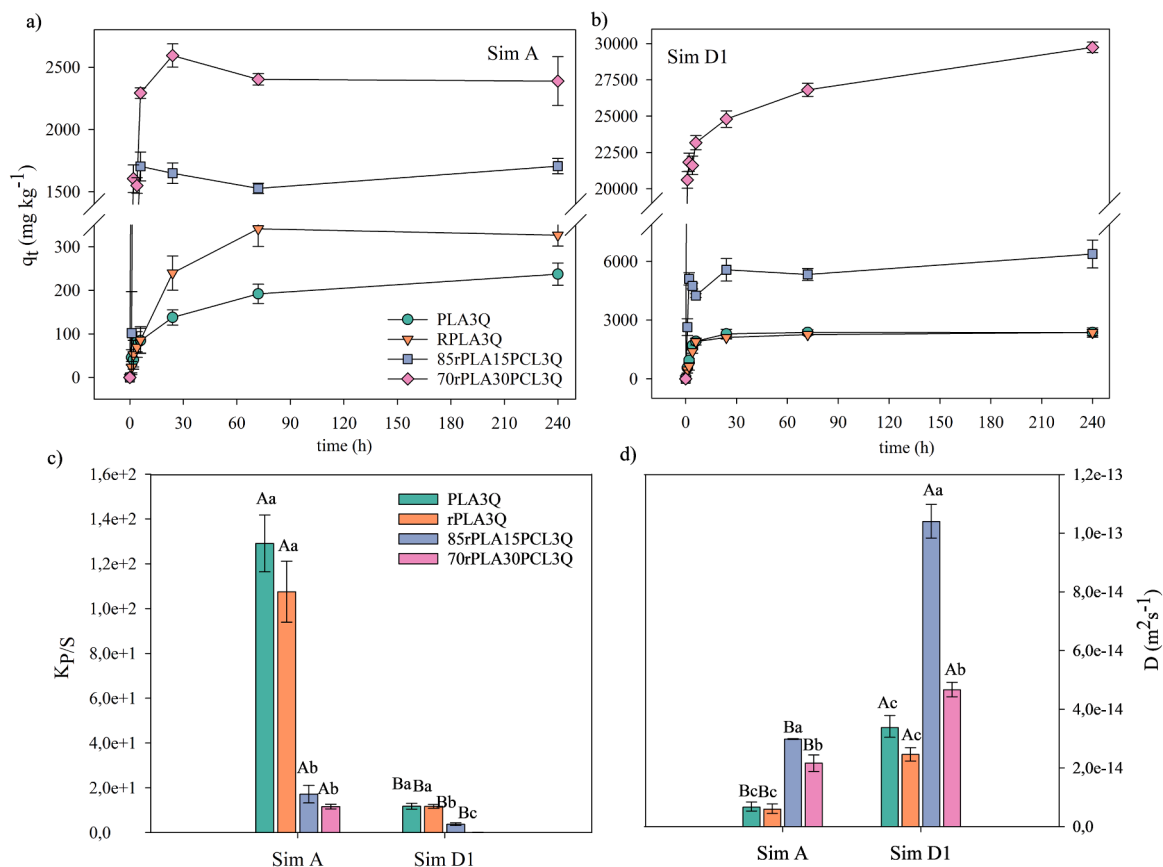 a)
Sim A
2500
2000
1500
300
200
100
0
q_t (mg kg^-1)
PLA3Q
RPLA3Q
85rPLA15PCL3Q
70rPLA30PCL3Q
0 30 60 90 120 150 180 210 240
time (h)
b)
Sim D1
30000
27500
25000
22500
20000
6000
3000
0
0 30 60 90 120 150 180 210 240
time (h)
c)
1,6e+2
1,4e+2
1,2e+2
1,0e+2
8,0e+1
6,0e+1
4,0e+1
2,0e+1
0,0
K_P/S
PLA3Q
rPLA3Q
85rPLA15PCL3Q
70rPLA30PCL3Q
Aa
Aa
Ab
Ab
Ba
Ba
Bb
Bc
Sim A
Sim D1
d)
1,2e-13
1,0e-13
8,0e-14
6,0e-14
4,0e-14
2,0e-14
0,0
D (m^2s^-1)
Bc
Bc
Ba
Bb
Ac
Ac
Aa
Ab
Sim A
Sim D1